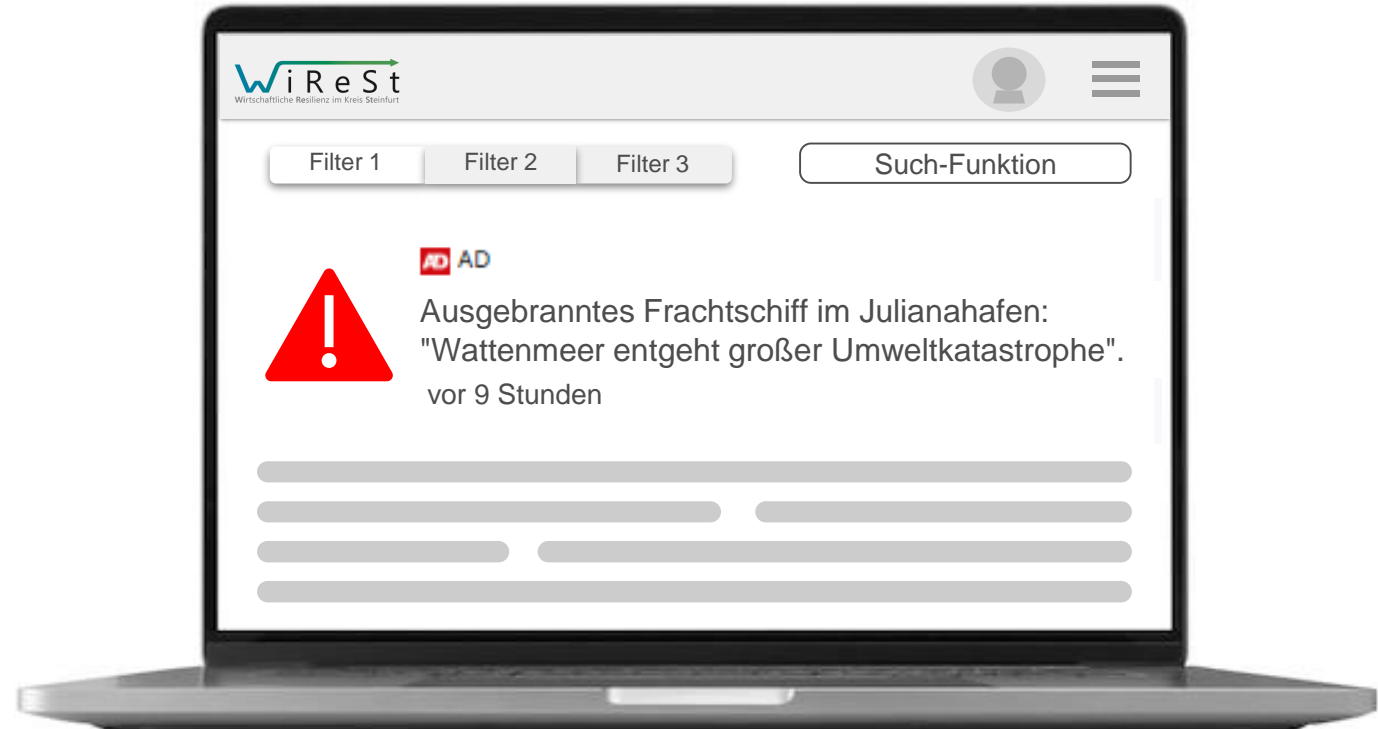 WiReSt
Wirtschaftliche Resilienz im Kreis Steinfurt
Filter 1 Filter 2 Filter 3 Such-Funktion
AD AD
Ausgebranntes Frachtschiff im Julianahafen:
"Wattenmeer entgeht großer Umweltkatastrophe".
vor 9 Stunden